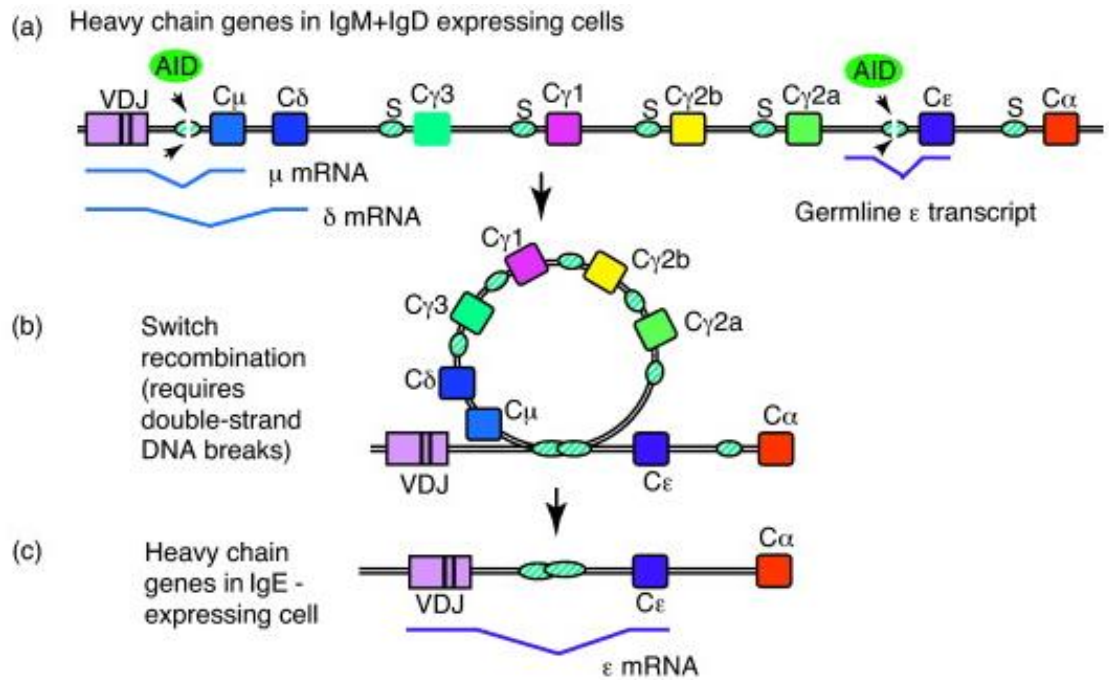 (a) Heavy chain genes in IgM+IgD expressing cells
AID
AID
VDJ
Cμ
Cδ
S
Cγ3
S
Cγ1
S
Cγ2b
S
Cγ2a
Cε
S
Cα
μ mRNA
δ mRNA
Germline ε transcript
(b)
Switch
recombination
(requires
double-strand
DNA breaks)
Cγ1
Cγ2b
Cγ3
Cγ2a
Cδ
Cμ
Cα
VDJ
Cε
(c)
Heavy chain
genes in IgE -
expressing cell
Cα
VDJ
Cε
ε mRNA